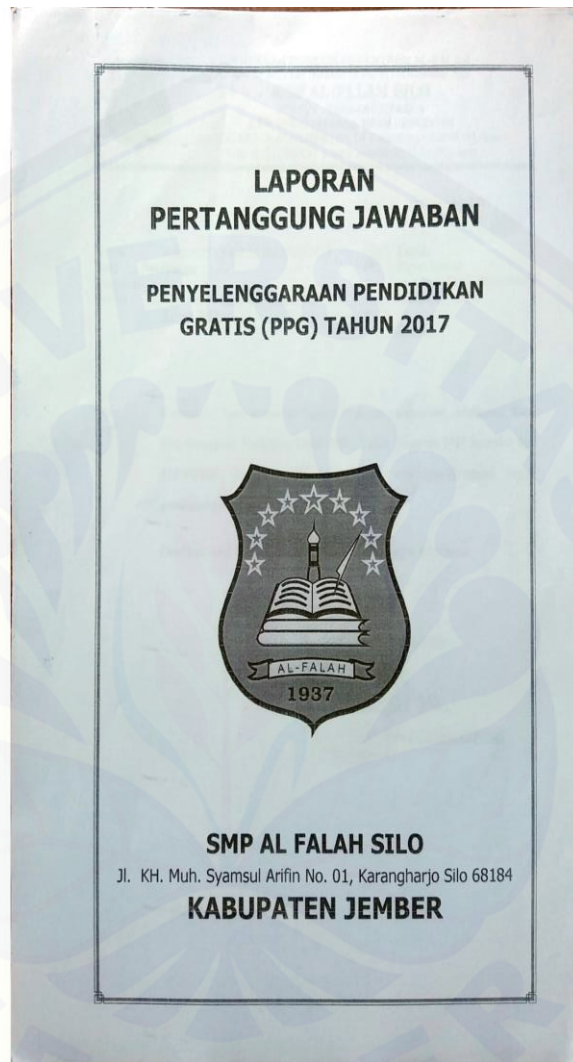 LAPORAN
PERTANGGUNG JAWABAN
PENYELENGGARAAN PENDIDIKAN
GRATIS (PPG) TAHUN 2017
AL-FALAH
1937
SMP AL FALAH SILO
Jl. KH. Muh. Syamsul Arifin No. 01, Karangharjo Silo 68184
KABUPATEN JEMBER